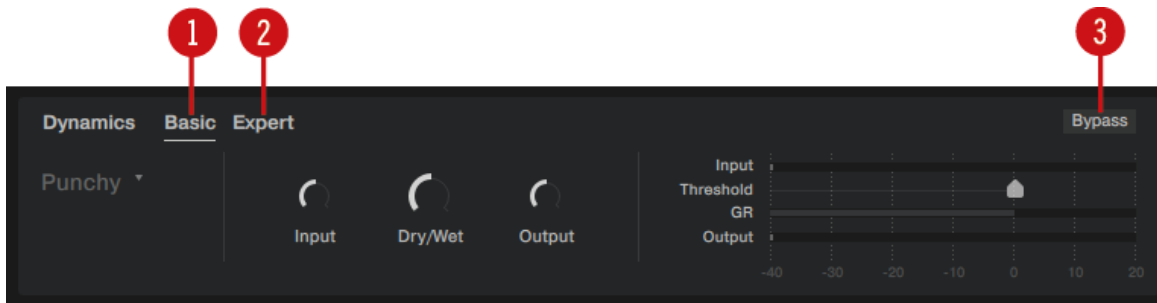 1 2 3
Dynamics Basic Expert Bypass
Punchy
Input Dry/Wet Output
Input
Threshold
GR
Output
-40 -30 -20 -10 0 10 20